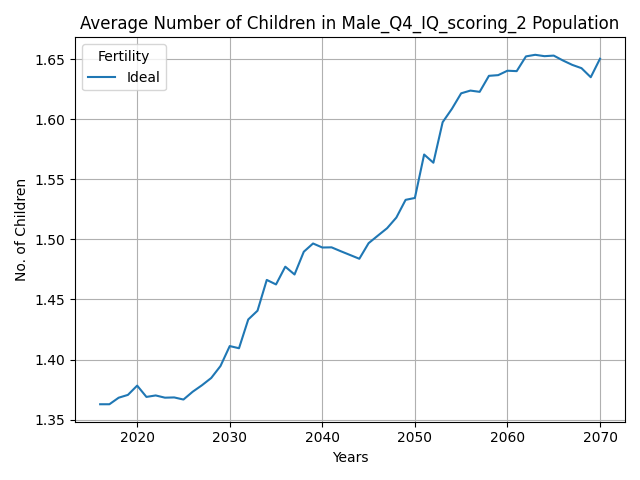 Average Number of Children in Male_Q4_IQ_scoring_2 Population
Fertility
Ideal
No. of Children
1.65
1.60
1.55
1.50
1.45
1.40
1.35
2020 2030 2040 2050 2060 2070
Years